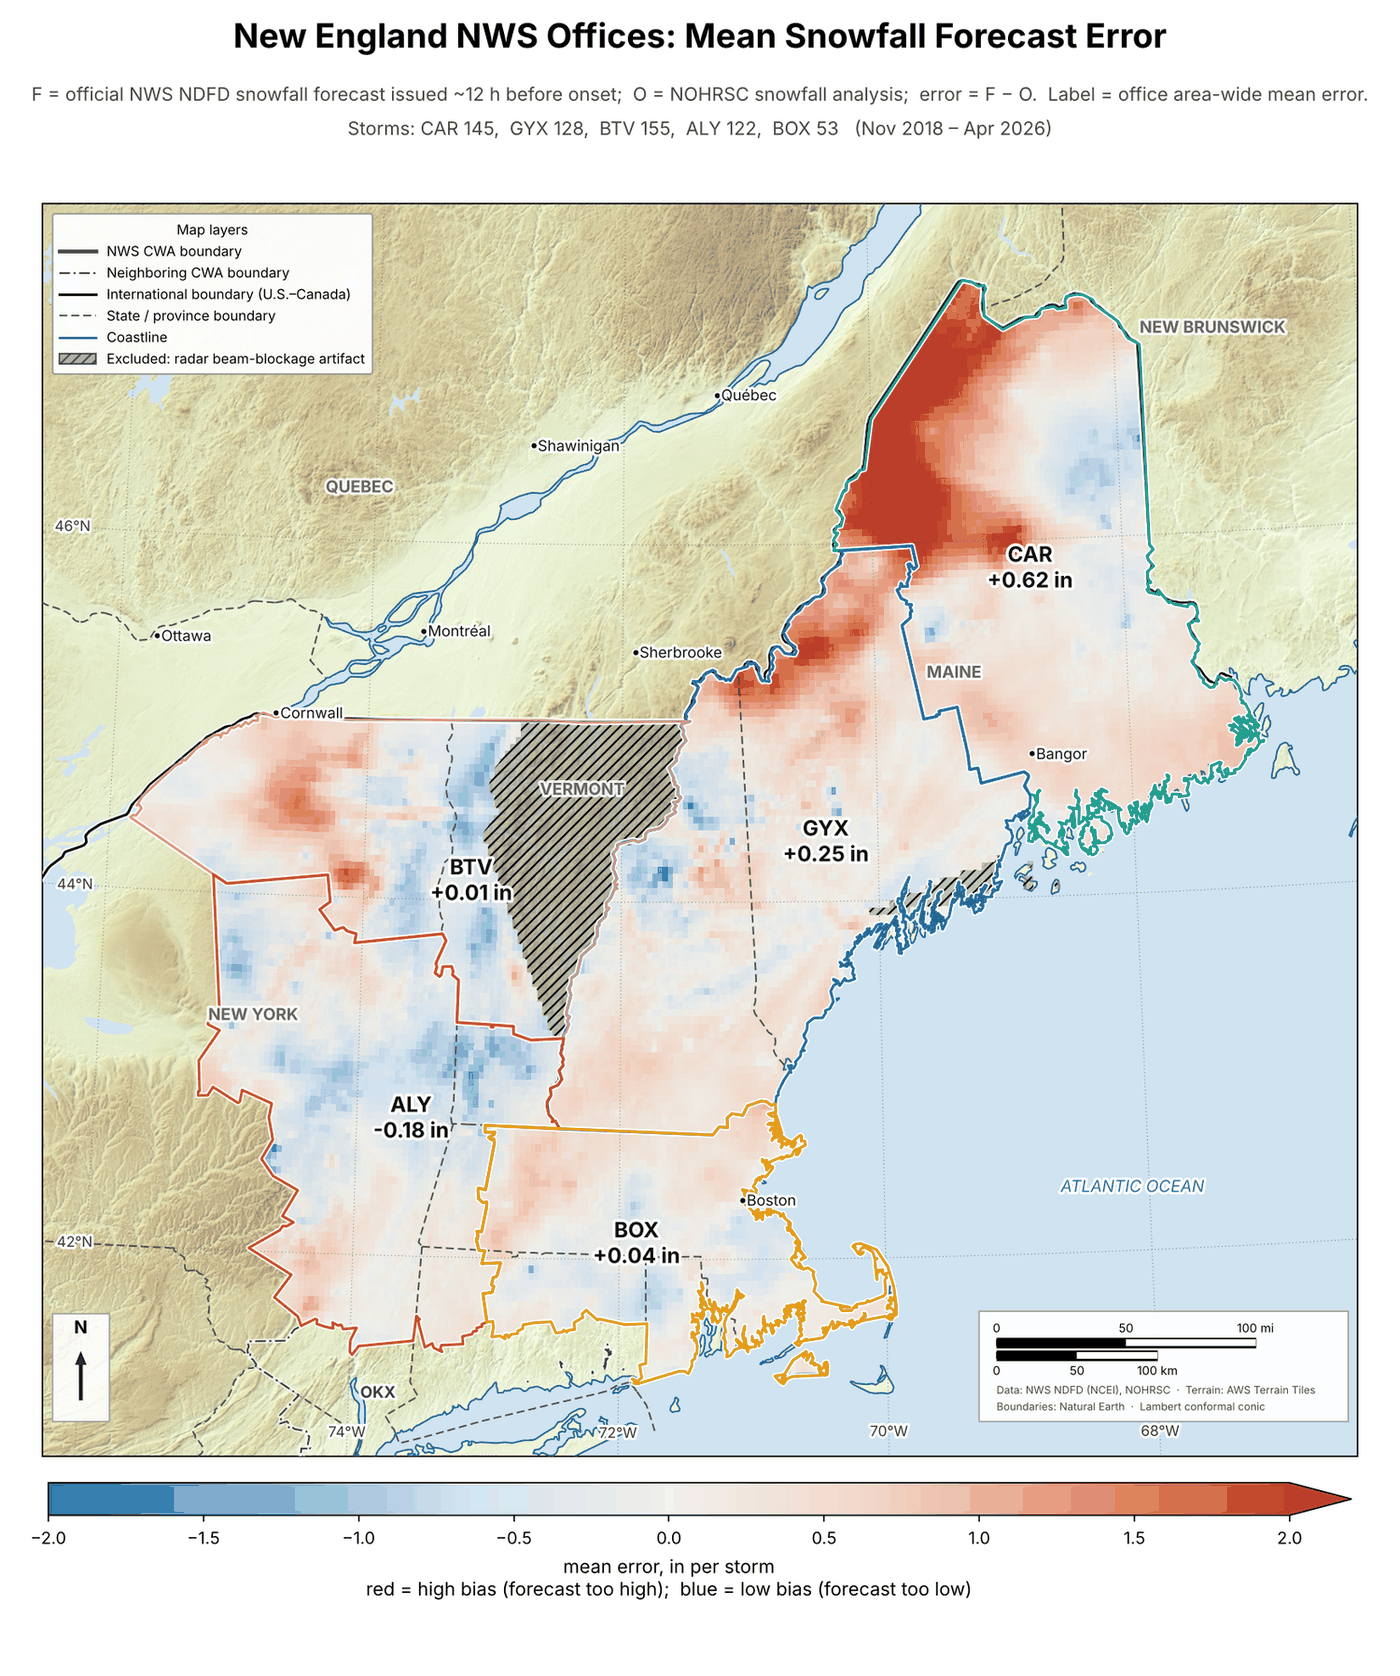 New England NWS Offices: Mean Snowfall Forecast Error
F = official NWS NDFD snowfall forecast issued ~12 h before onset;  O = NOHRSC snowfall analysis;  error = F − O.  Label = office area-wide mean error.
Storms: CAR 145,  GYX 128,  BTV 155,  ALY 122,  BOX 53   (Nov 2018 – Apr 2026)
Map layers
NWS CWA boundary
Neighboring CWA boundary
International boundary (U.S.–Canada)
State / province boundary
Coastline
Excluded: radar beam-blockage artifact
NEW BRUNSWICK
Québec
Shawinigan
QUEBEC
46°N
CAR
+0.62 in
Ottawa
Montréal
Sherbrooke
MAINE
Cornwall
Bangor
VERMONT
GYX
+0.25 in
BTV
+0.01 in
44°N
NEW YORK
ALY
-0.18 in
ATLANTIC OCEAN
Boston
BOX
+0.04 in
42°N
N
OKX
74°W
72°W
70°W
68°W
0 50 100 mi
0 50 100 km
Data: NWS NDFD (NCEI), NOHRSC · Terrain: AWS Terrain Tiles
Boundaries: Natural Earth · Lambert conformal conic
−2.0 −1.5 −1.0 −0.5 0.0 0.5 1.0 1.5 2.0
mean error, in per storm
red = high bias (forecast too high);  blue = low bias (forecast too low)